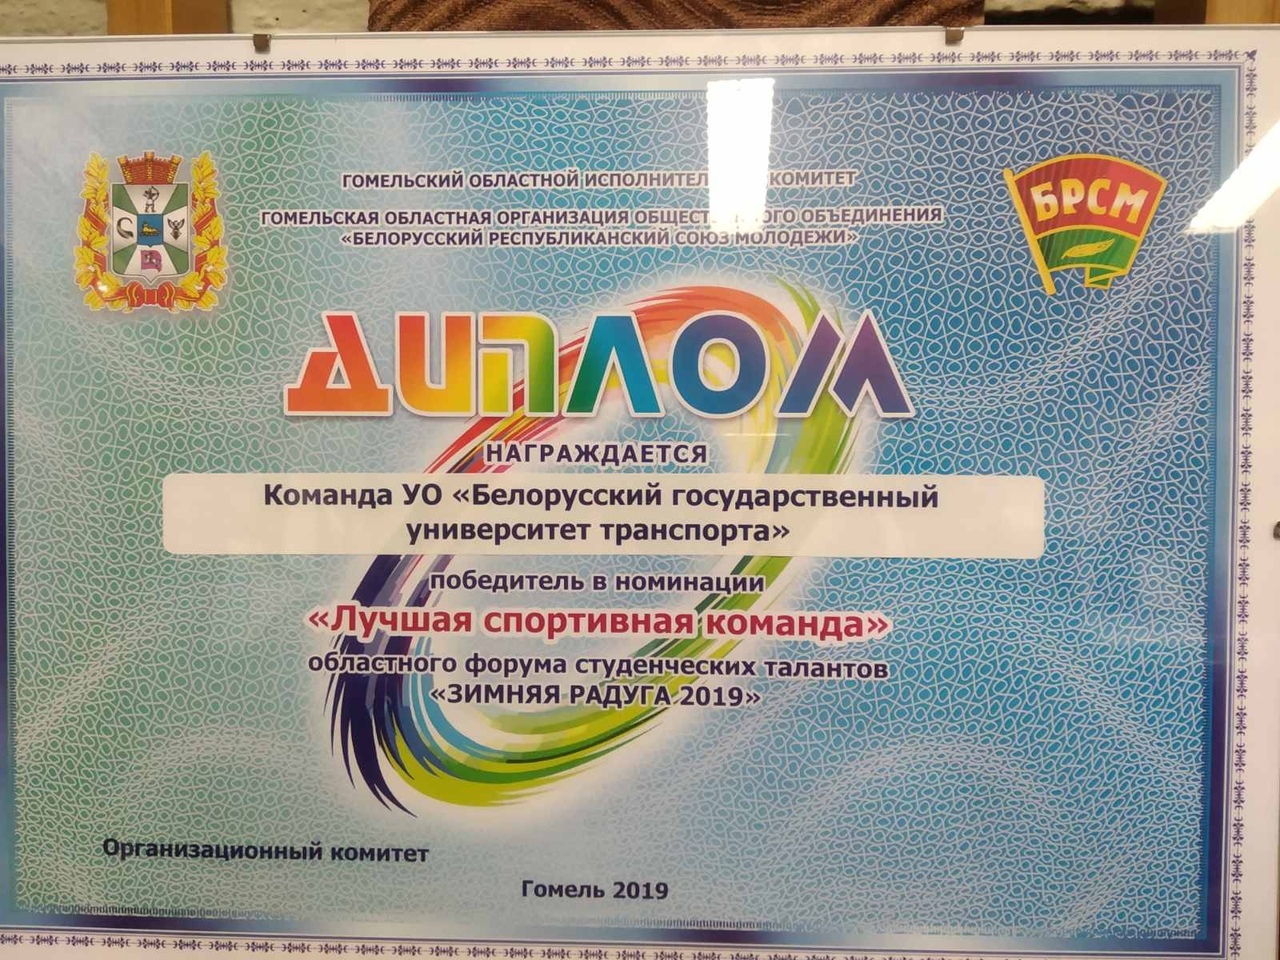 ГОМЕЛЬСКИЙ ОБЛАСТНОЙ КОМИТЕТ
ГОМЕЛЬСКАЯ ОБЛАСТНАЯ ОРГАНИЗАЦИЯ ОБЩЕСТВЕННОГО ОБЪЕДИНЕНИЯ
«БЕЛОРУССКИЙ РЕСПУБЛИКАНСКИЙ СОЮЗ МОЛОДЕЖИ»
БРСМ
ДИПЛОМ
НАГРАЖДАЕТСЯ
Команда УО «Белорусский государственный
университет транспорта»
победитель в номинации
«Лучшая спортивная команда»
областного форума студенческих талантов
«ЗИМНЯЯ РАДУГА 2019»
Организационный комитет
Гомель 2019